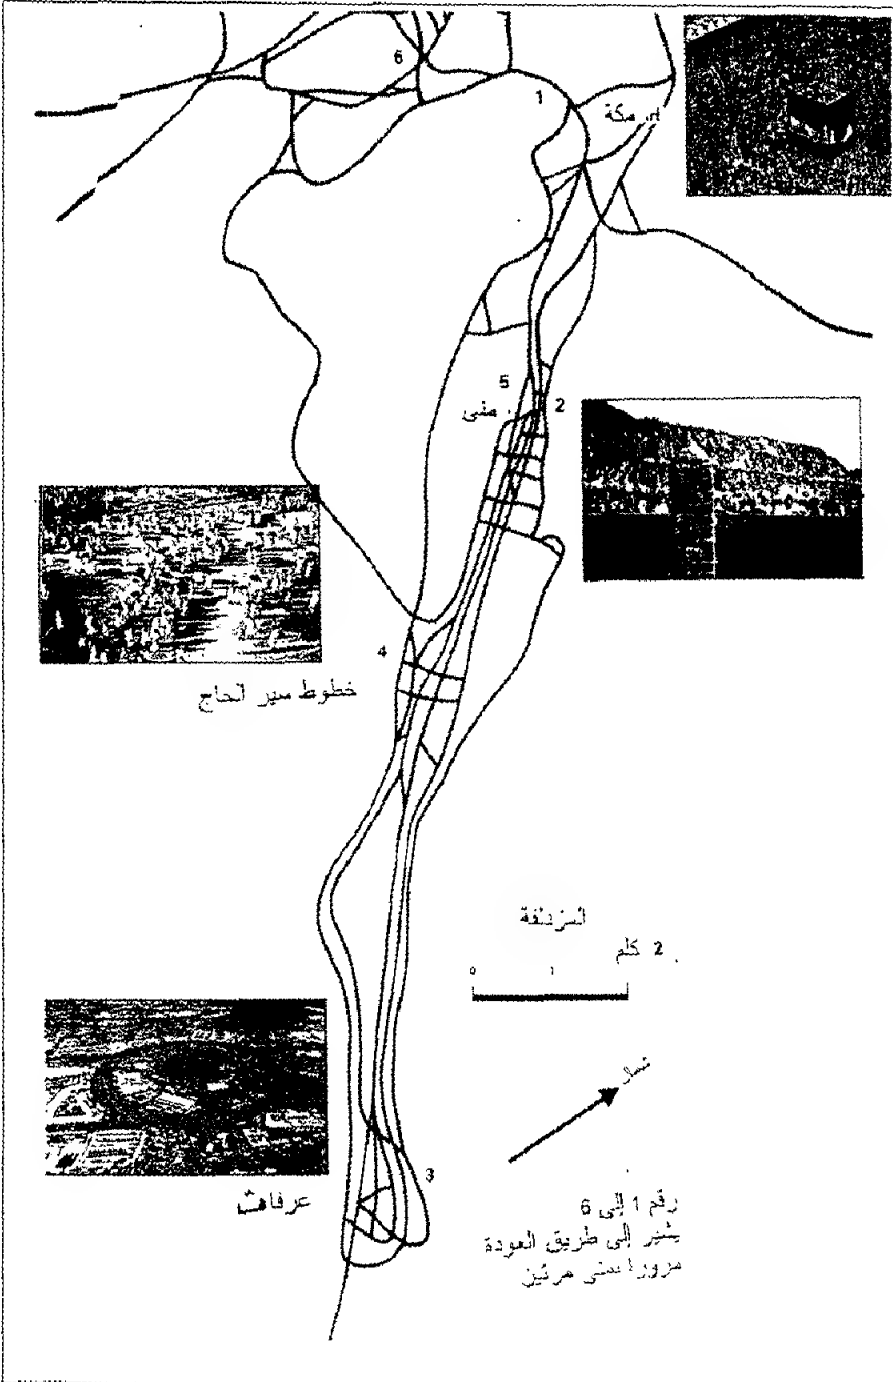 6
1
مكة
5
منى
2
4
خطوط سير الحاج
المزدلفة
2 كلم
0 1
شمال
3
عرفات
رقم 1 إلى 6
يشير إلى طريق العودة
مرورا بمنى مرتين